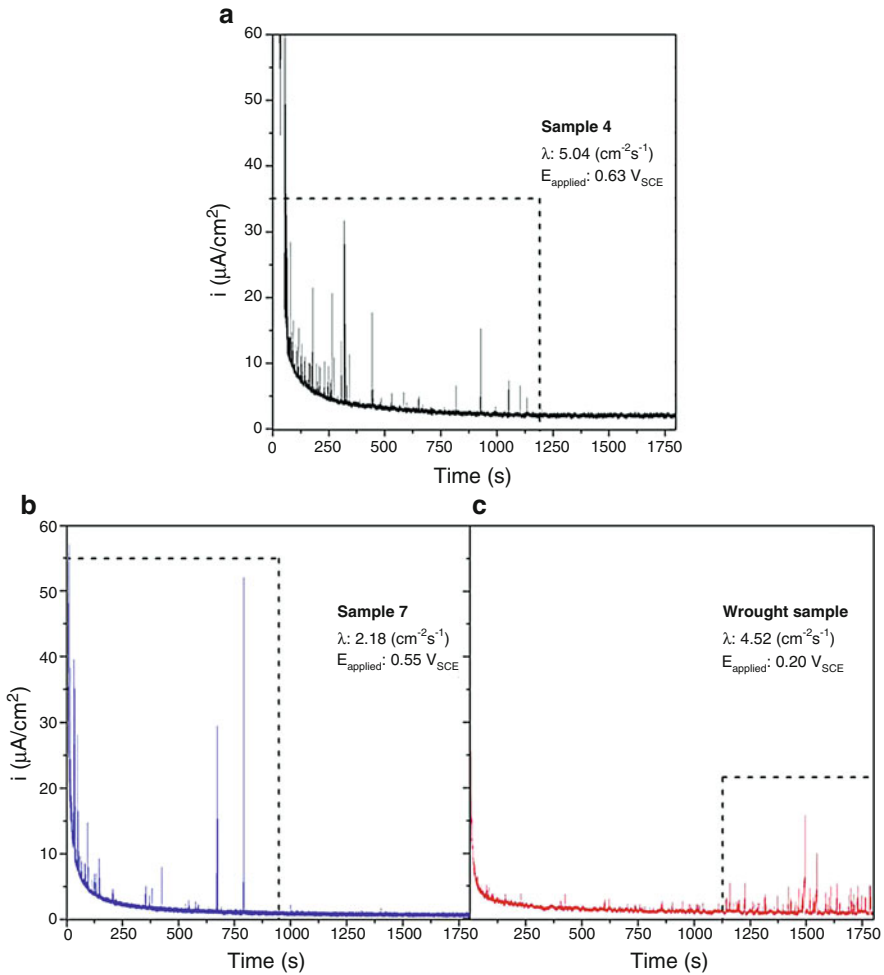 a
60
50
40
30
20
10
0
i (μA/cm²)
Sample 4
λ: 5.04 (cm⁻²s⁻¹)
E_applied: 0.63 V_SCE
0 250 500 750 1000 1250 1500 1750
Time (s)
b
60
50
40
30
20
10
0
i (μA/cm²)
Sample 7
λ: 2.18 (cm⁻²s⁻¹)
E_applied: 0.55 V_SCE
0 250 500 750 1000 1250 1500 1750
Time (s)
c
Wrought sample
λ: 4.52 (cm⁻²s⁻¹)
E_applied: 0.20 V_SCE
250 500 750 1000 1250 1500 1750
Time (s)